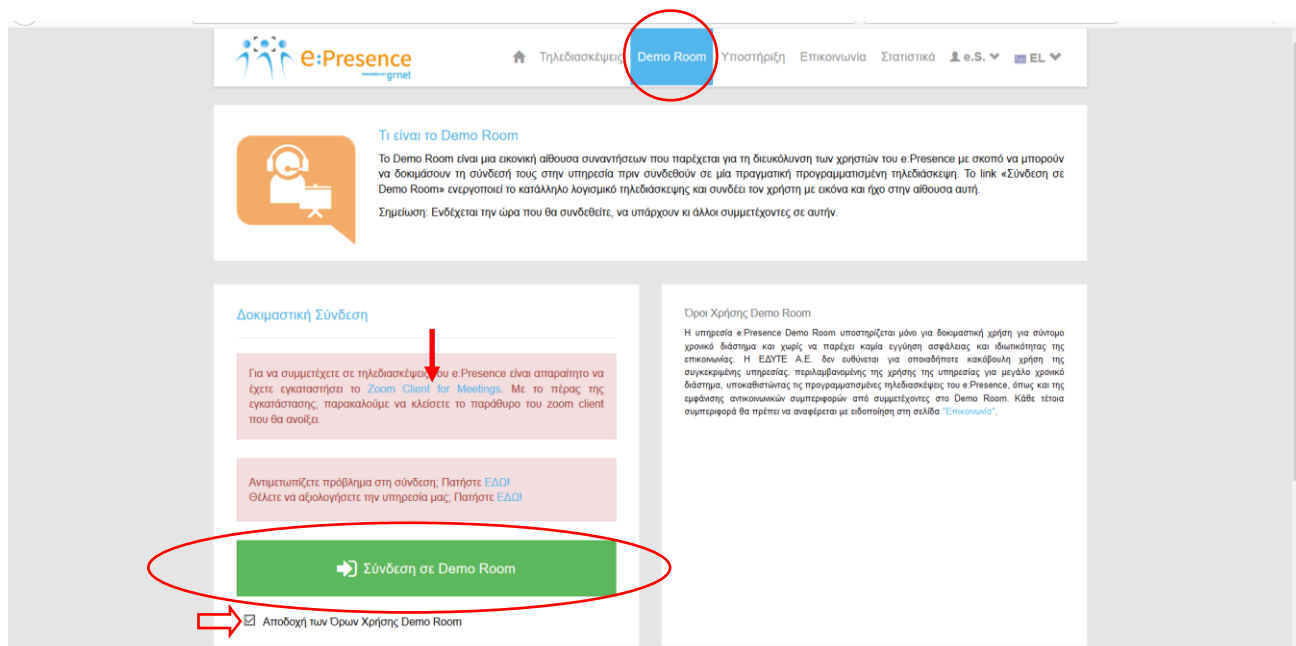 e:Presence
POWERED BY grnet
Τηλεδιασκέψεις Demo Room Υποστήριξη Επικοινωνία Στατιστικά e.S. EL
Τι είναι το Demo Room
Το Demo Room είναι μια εικονική αίθουσα συναντήσεων που παρέχεται για τη διευκόλυνση των χρηστών του e:Presence με σκοπό να μπορούν
να δοκιμάσουν τη σύνδεσή τους στην υπηρεσία πριν συνδεθούν σε μία πραγματική προγραμματισμένη τηλεδιάσκεψη. Το link «Σύνδεση σε
Demo Room» ενεργοποιεί το κατάλληλο λογισμικό τηλεδιάσκεψης και συνδέει τον χρήστη με εικόνα και ήχο στην αίθουσα αυτή.
Σημείωση: Ενδέχεται την ώρα που θα συνδεθείτε, να υπάρχουν κι άλλοι συμμετέχοντες σε αυτήν.
Δοκιμαστική Σύνδεση
Για να συμμετέχετε σε τηλεδιασκέψεις του e:Presence είναι απαραίτητο να
έχετε εγκαταστήσει το Zoom Client for Meetings. Με το πέρας της
εγκατάστασης, παρακαλούμε να κλείσετε το παράθυρο του zoom client
που θα ανοίξει.
Αντιμετωπίζετε πρόβλημα στη σύνδεση; Πατήστε ΕΔΩ!
Θέλετε να αξιολογήσετε την υπηρεσία μας; Πατήστε ΕΔΩ!
Σύνδεση σε Demo Room
Αποδοχή των Όρων Χρήσης Demo Room
Όροι Χρήσης Demo Room
Η υπηρεσία e:Presence Demo Room υποστηρίζεται μόνο για δοκιμαστική χρήση για σύντομο
χρονικό διάστημα και χωρίς να παρέχει καμία εγγύηση ασφάλειας και ιδιωτικότητας της
επικοινωνίας. Η ΕΔΥΤΕ Α.Ε. δεν ευθύνεται για οποιαδήποτε κακόβουλη χρήση της
συγκεκριμένης υπηρεσίας, περιλαμβανομένης της χρήσης της υπηρεσίας για μεγάλο χρονικό
διάστημα, υποκαθιστώντας τις προγραμματισμένες τηλεδιασκέψεις του e:Presence, όπως και της
εμφάνισης αντικοινωνικών συμπεριφορών από συμμετέχοντες στο Demo Room. Κάθε τέτοια
συμπεριφορά θα πρέπει να αναφέρεται με ειδοποίηση στη σελίδα "Επικοινωνία".